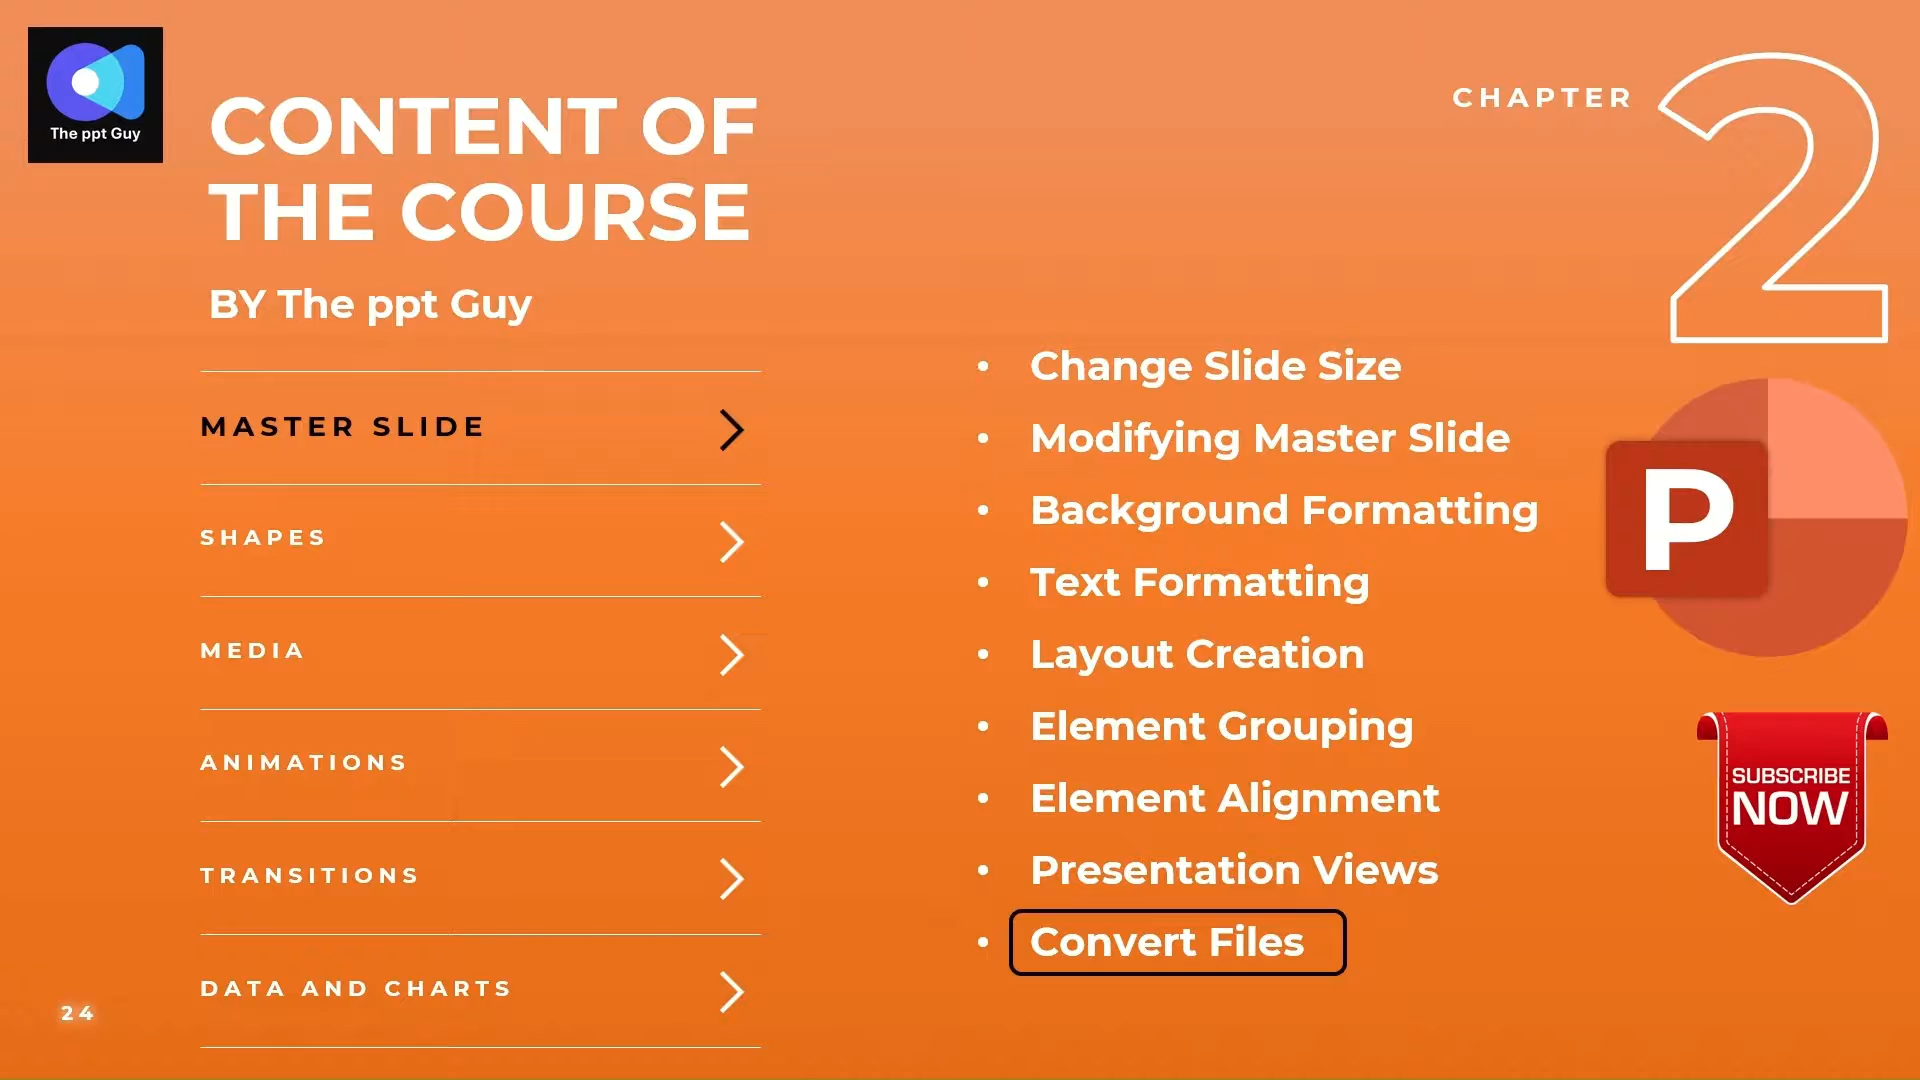 The ppt Guy
CONTENT OF
THE COURSE
BY The ppt Guy
MASTER SLIDE
SHAPES
MEDIA
ANIMATIONS
TRANSITIONS
DATA AND CHARTS
24
CHAPTER
2
• Change Slide Size
• Modifying Master Slide
• Background Formatting
• Text Formatting
• Layout Creation
• Element Grouping
• Element Alignment
• Presentation Views
• Convert Files
P
SUBSCRIBE
NOW